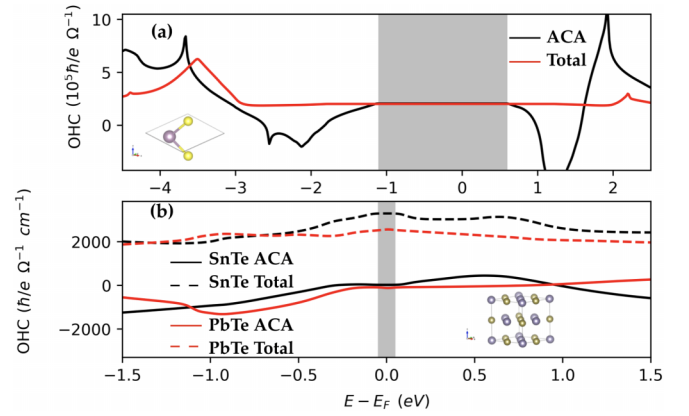 10
5
0
OHC (10⁵ℏ/e Ω⁻¹)
(a)
ACA
Total
−4 −3 −2 −1 0 1 2
2000
0
−2000
OHC (ℏ/e Ω⁻¹ cm⁻¹)
(b)
SnTe ACA
SnTe Total
PbTe ACA
PbTe Total
−1.5 −1.0 −0.5 0.0 0.5 1.0 1.5
E − E_F (eV)